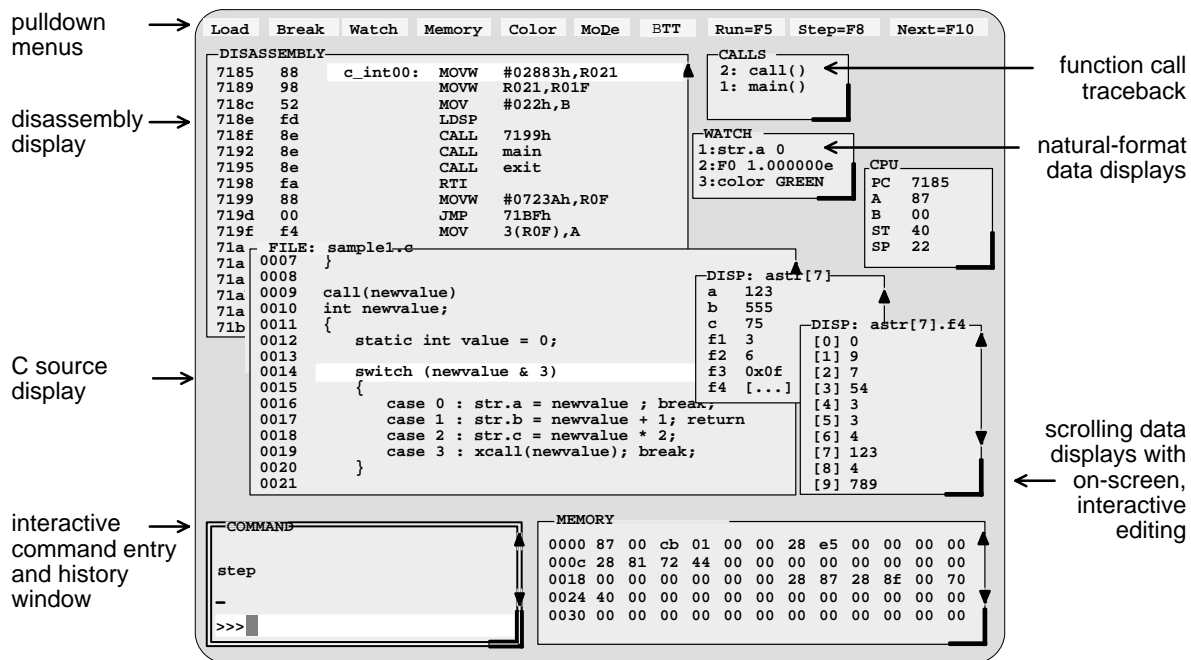 pulldown
menus
Load Break Watch Memory Color MoDe BTT Run=F5 Step=F8 Next=F10
DISASSEMBLY
7185 88 c_int00: MOVW #02883h,R021
7189 98 MOVW R021,R01F
718c 52 MOV #022h,B
718e fd LDSP
718f 8e CALL 7199h
7192 8e CALL main
7195 8e CALL exit
7198 fa RTI
7199 88 MOVW #0723Ah,R0F
719d 00 JMP 71BFh
719f f4 MOV 3(R0F),A
71a
71a
71a
71a
71a
71b
disassembly
display
CALLS
2: call()
1: main()
function call
traceback
WATCH
1:str.a 0
2:F0 1.000000e
3:color GREEN
natural-format
data displays
CPU
PC 7185
A 87
B 00
ST 40
SP 22
FILE: sample1.c
0007 }
0008
0009 call(newvalue)
0010 int newvalue;
0011 {
0012 static int value = 0;
0013
0014 switch (newvalue & 3)
0015 {
0016 case 0 : str.a = newvalue ; break;
0017 case 1 : str.b = newvalue + 1; return
0018 case 2 : str.c = newvalue * 2;
0019 case 3 : xcall(newvalue); break;
0020 }
0021
C source
display
DISP: astr[7]
a 123
b 555
c 75
f1 3
f2 6
f3 0x0f
f4 [...]
DISP: astr[7].f4
[0] 0
[1] 9
[2] 7
[3] 54
[4] 3
[5] 3
[6] 4
[7] 123
[8] 4
[9] 789
scrolling data
displays with
on-screen,
interactive
editing
interactive
command entry
and history
window
COMMAND
step
_
>>>
MEMORY
0000 87 00 cb 01 00 00 28 e5 00 00 00 00
000c 28 81 72 44 00 00 00 00 00 00 00 00
0018 00 00 00 00 00 00 28 87 28 8f 00 70
0024 40 00 00 00 00 00 00 00 00 00 00 00
0030 00 00 00 00 00 00 00 00 00 00 00 00